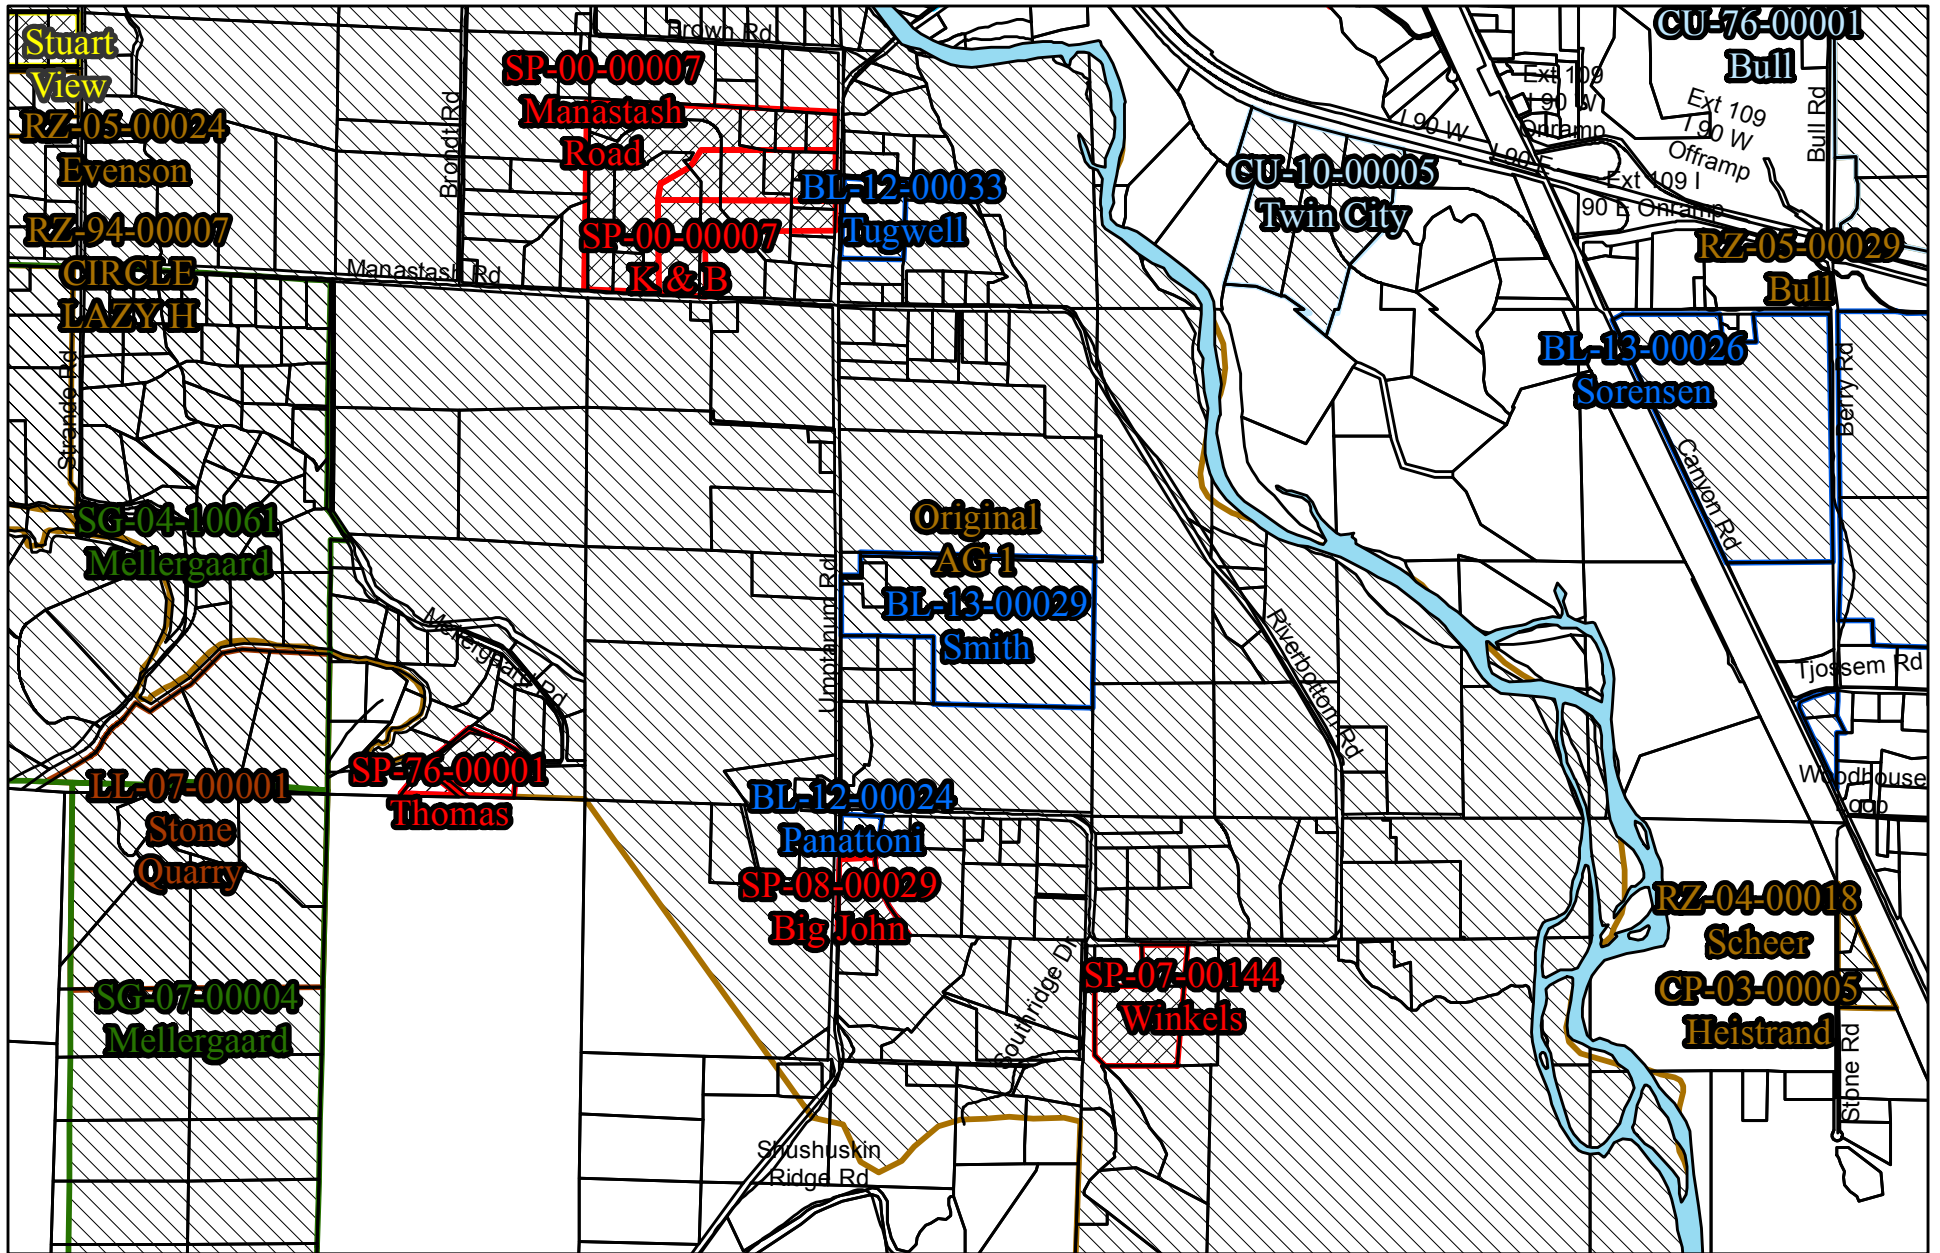 Stuart
View
RZ-05-00024
Evenson
RZ-94-00007
CIRCLE
LAZY H
Brondt Rd
Brown Rd
SP-00-00007
Manastash
Road
SP-00-00007
K & B
Manastash Rd
BL-12-00033
Tugwell
I 90 W
I 90 E
CU-10-00005
Twin City
Ext 109
I 90 W
Onramp
Ext 109
I 90 W
Offramp
Ext 109 I
90 E Onramp
CU-76-00001
Bull
Bull Rd
RZ-05-00029
Bull
BL-13-00026
Sorensen
Berry Rd
Canyon Rd
Strande Rd
SG-04-10061
Mellergaard
Mellergaard Rd
Umptanum Rd
Original
AG 1
BL-13-00029
Smith
Riverbottom Rd
Tjossem Rd
Woodhouse
Loop
LL-07-00001
Stone
Quarry
SP-76-00001
Thomas
BL-12-00024
Panattoni
SP-08-00029
Big John
SG-07-00004
Mellergaard
Southridge Dr
SP-07-00144
Winkels
RZ-04-00018
Scheer
CP-03-00005
Heistrand
Stone Rd
Shushuskin
Ridge Rd